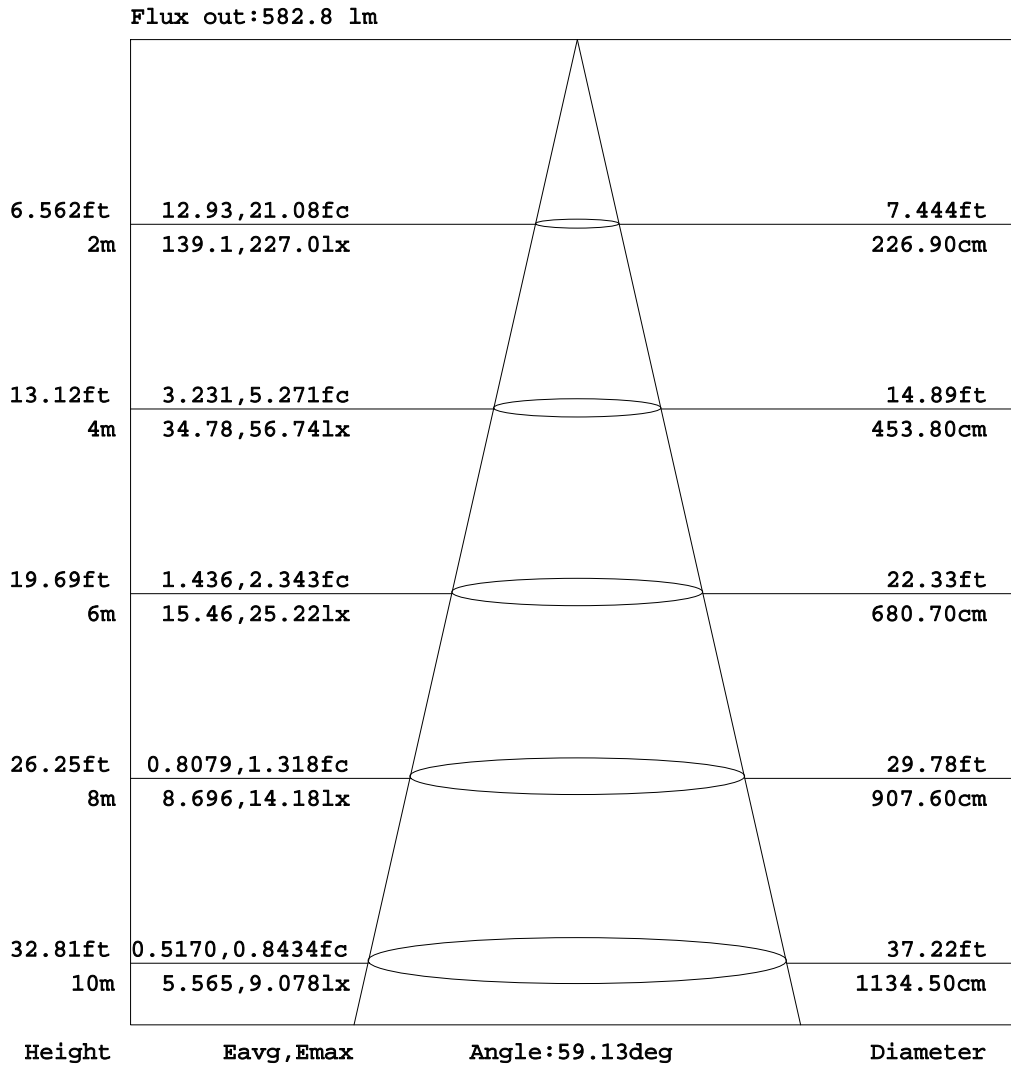 Flux out:582.8 lm
6.562ft 12.93,21.08fc 7.444ft
2m 139.1,227.0lx 226.90cm
13.12ft 3.231,5.271fc 14.89ft
4m 34.78,56.74lx 453.80cm
19.69ft 1.436,2.343fc 22.33ft
6m 15.46,25.22lx 680.70cm
26.25ft 0.8079,1.318fc 29.78ft
8m 8.696,14.18lx 907.60cm
32.81ft 0.5170,0.8434fc 37.22ft
10m 5.565,9.078lx 1134.50cm
Height Eavg,Emax Angle:59.13deg Diameter